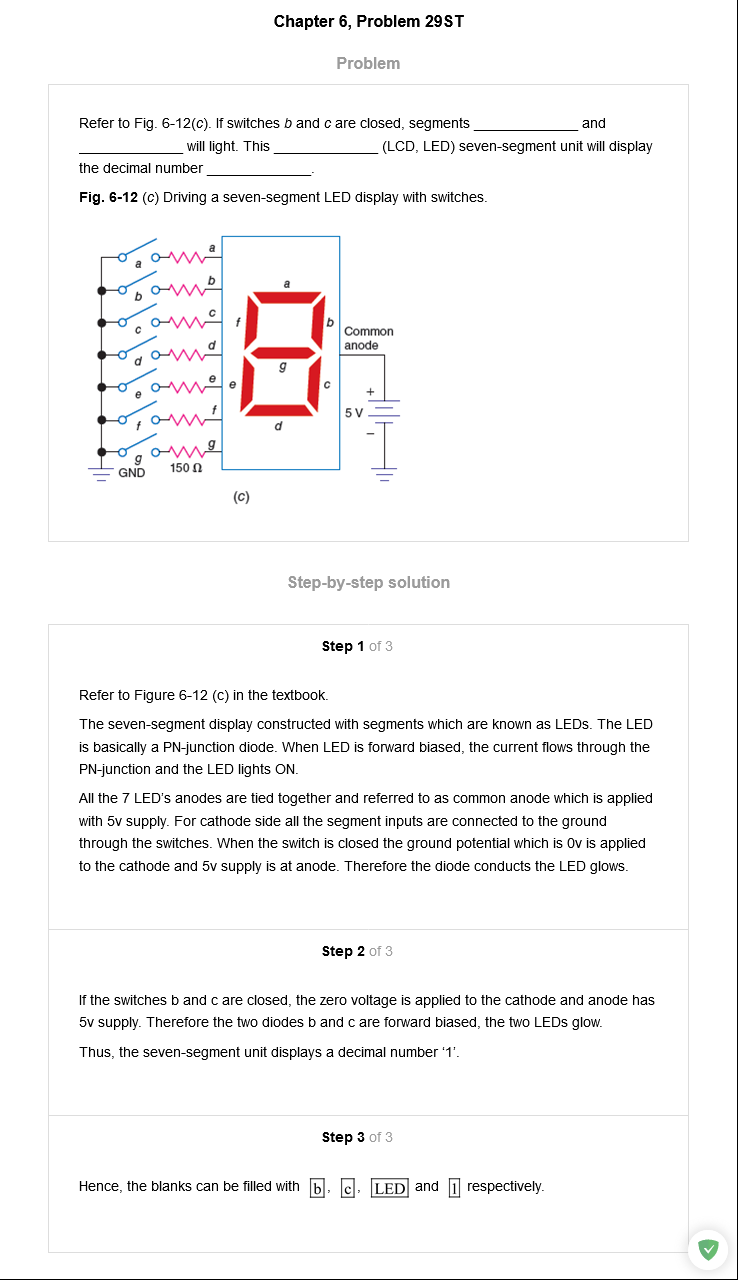 Chapter 6, Problem 29ST
Problem
Refer to Fig. 6-12(c). If switches b and c are closed, segments _____________ and
_____________ will light. This _____________ (LCD, LED) seven-segment unit will display
the decimal number _____________.
Fig. 6-12 (c) Driving a seven-segment LED display with switches.
a
a
b
b
c
c
d
d
e
e
f
f
g
g
GND
150 Ω
a
f
b
g
e
c
d
Common
anode
+
5 V
−
(c)
Step-by-step solution
Step 1 of 3
Refer to Figure 6-12 (c) in the textbook.
The seven-segment display constructed with segments which are known as LEDs. The LED
is basically a PN-junction diode. When LED is forward biased, the current flows through the
PN-junction and the LED lights ON.
All the 7 LED's anodes are tied together and referred to as common anode which is applied
with 5v supply. For cathode side all the segment inputs are connected to the ground
through the switches. When the switch is closed the ground potential which is 0v is applied
to the cathode and 5v supply is at anode. Therefore the diode conducts the LED glows.
Step 2 of 3
If the switches b and c are closed, the zero voltage is applied to the cathode and anode has
5v supply. Therefore the two diodes b and c are forward biased, the two LEDs glow.
Thus, the seven-segment unit displays a decimal number ‘1’.
Step 3 of 3
Hence, the blanks can be filled with b, c, LED and 1 respectively.